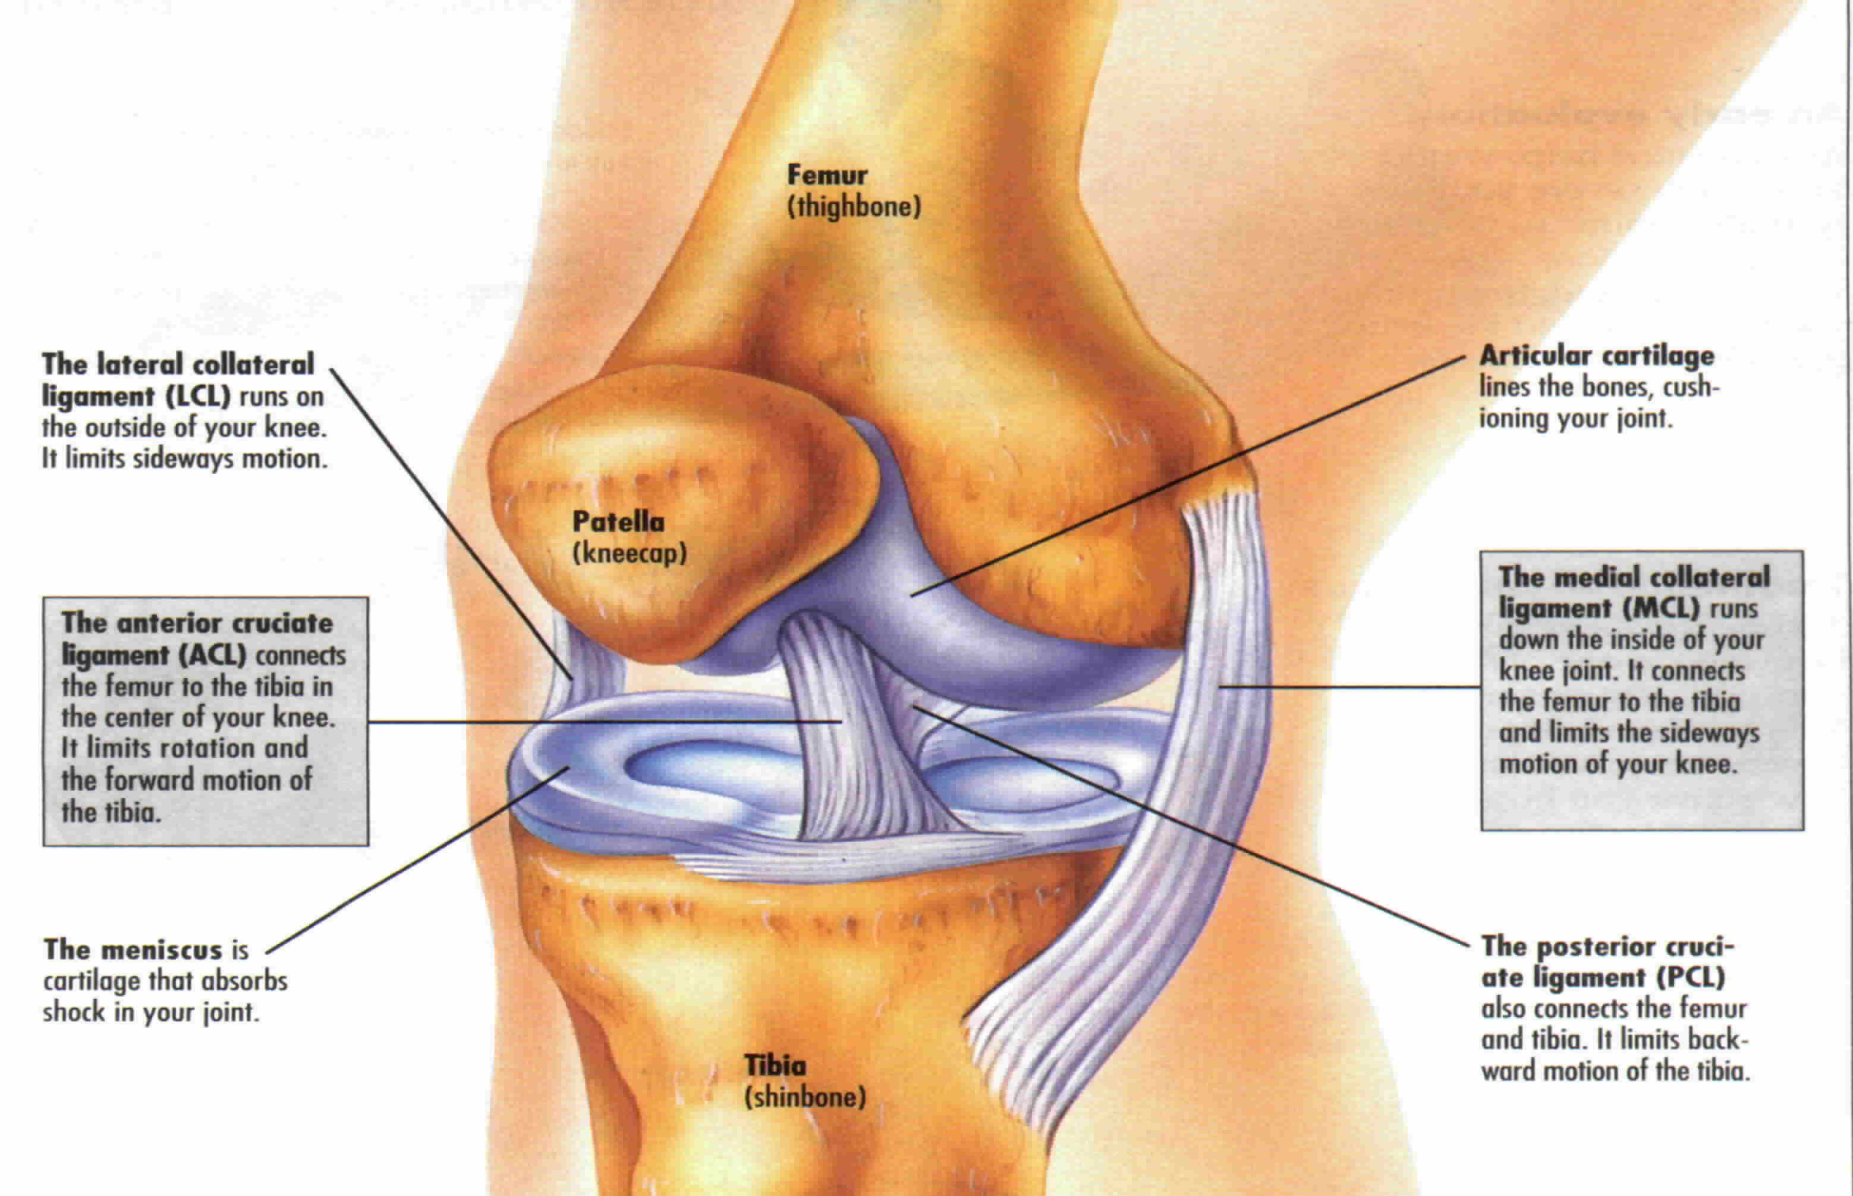 Femur
(thighbone)
The lateral collateral
ligament (LCL) runs on
the outside of your knee.
It limits sideways motion.
Articular cartilage
lines the bones, cush-
ioning your joint.
Patella
(kneecap)
The anterior cruciate
ligament (ACL) connects
the femur to the tibia in
the center of your knee.
It limits rotation and
the forward motion of
the tibia.
The medial collateral
ligament (MCL) runs
down the inside of your
knee joint. It connects
the femur to the tibia
and limits the sideways
motion of your knee.
The meniscus is
cartilage that absorbs
shock in your joint.
The posterior cruci-
ate ligament (PCL)
also connects the femur
and tibia. It limits back-
ward motion of the tibia.
Tibia
(shinbone)